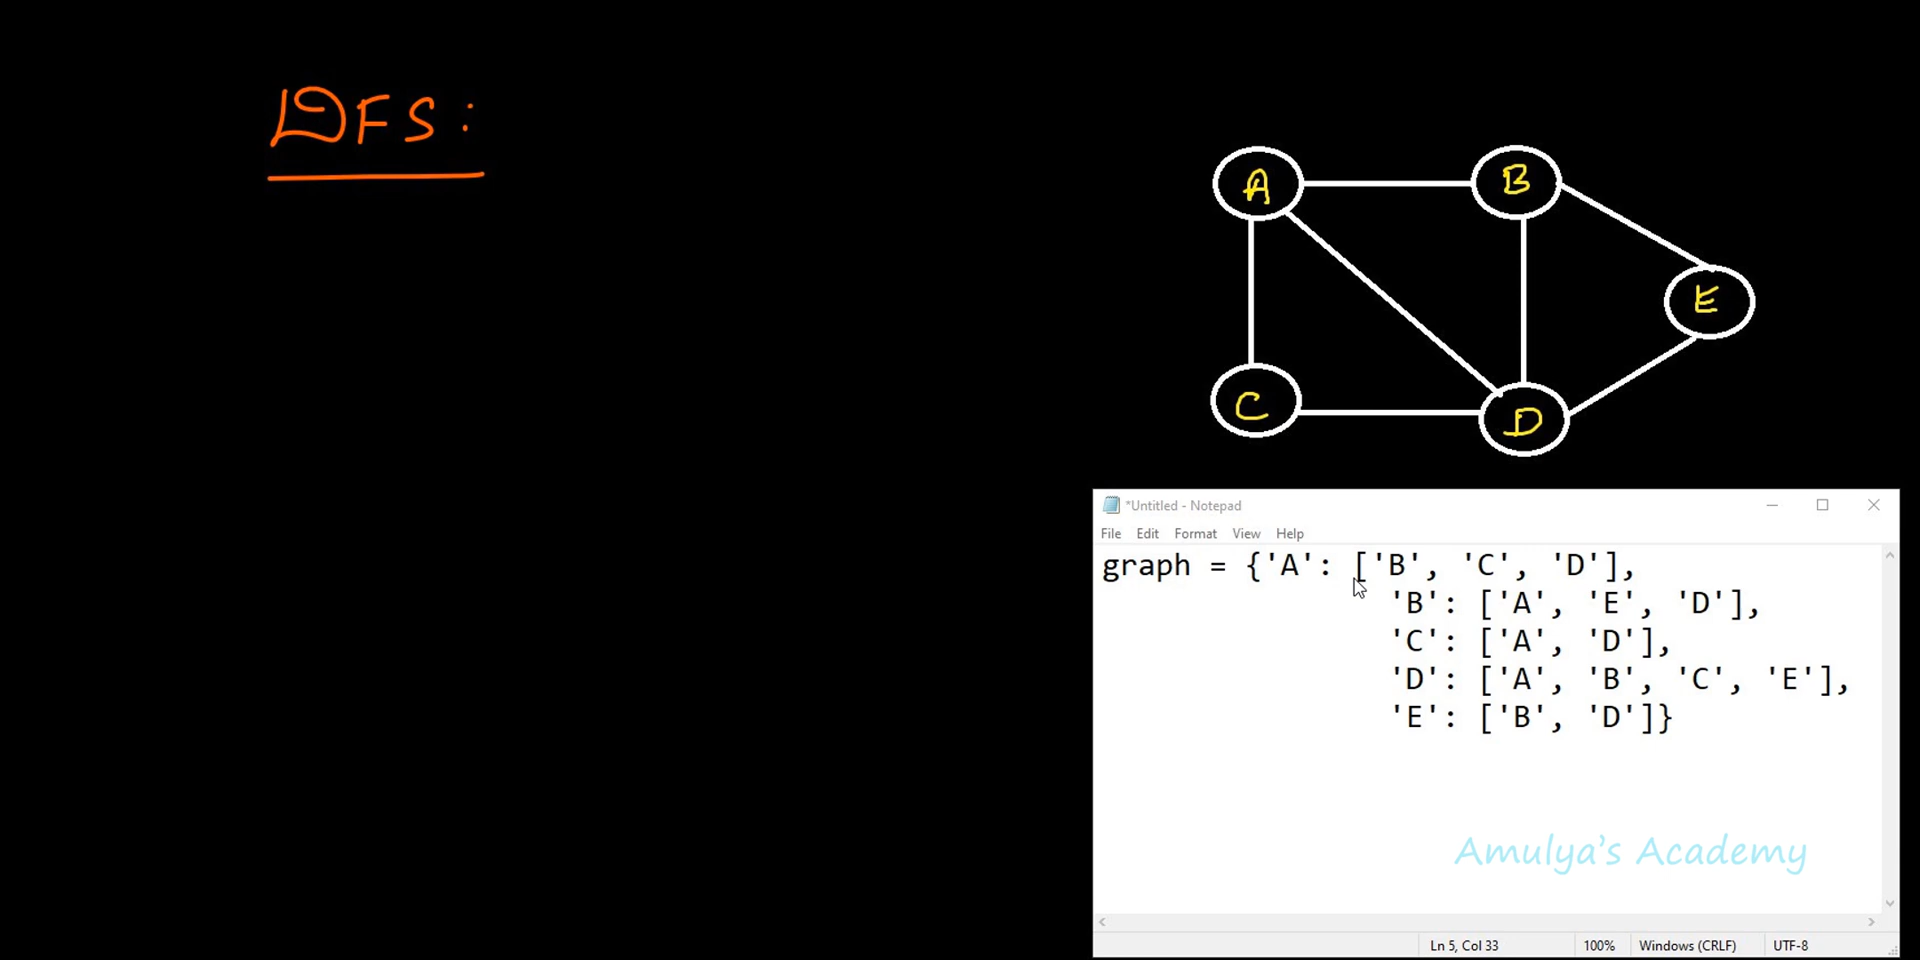 DFS:
A
B
E
C
D
*Untitled - Notepad
File Edit Format View Help
graph = {'A': ['B', 'C', 'D'],
'B': ['A', 'E', 'D'],
'C': ['A', 'D'],
'D': ['A', 'B', 'C', 'E'],
'E': ['B', 'D']}
Amulya's Academy
Ln 5, Col 33 100% Windows (CRLF) UTF-8